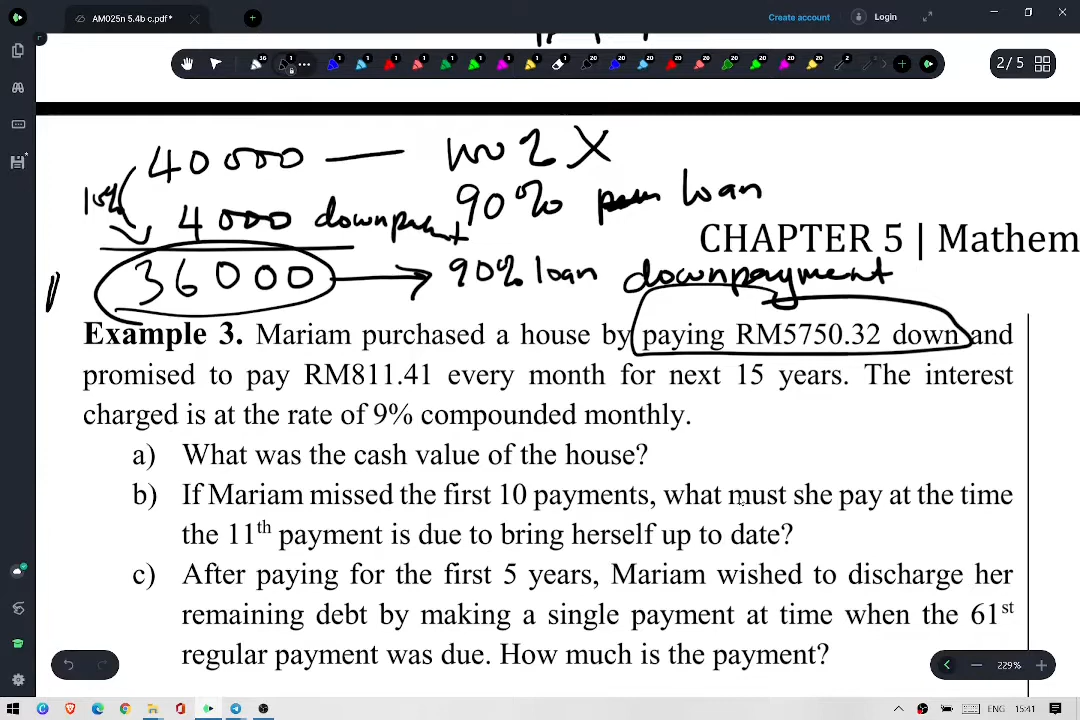 AM025n 5.4b c.pdf*
Create account
Login
2/5
40000 — W02X
10%
4000 downpayment
90% loan
36000 → 90% loan
downpayment
CHAPTER 5 | Mathem
Example 3. Mariam purchased a house by paying RM5750.32 down and
promised to pay RM811.41 every month for next 15 years. The interest
charged is at the rate of 9% compounded monthly.
a) What was the cash value of the house?
b) If Mariam missed the first 10 payments, what must she pay at the time
the 11th payment is due to bring herself up to date?
c) After paying for the first 5 years, Mariam wished to discharge her
remaining debt by making a single payment at time when the 61st
regular payment was due. How much is the payment?
229%
ENG 15:41